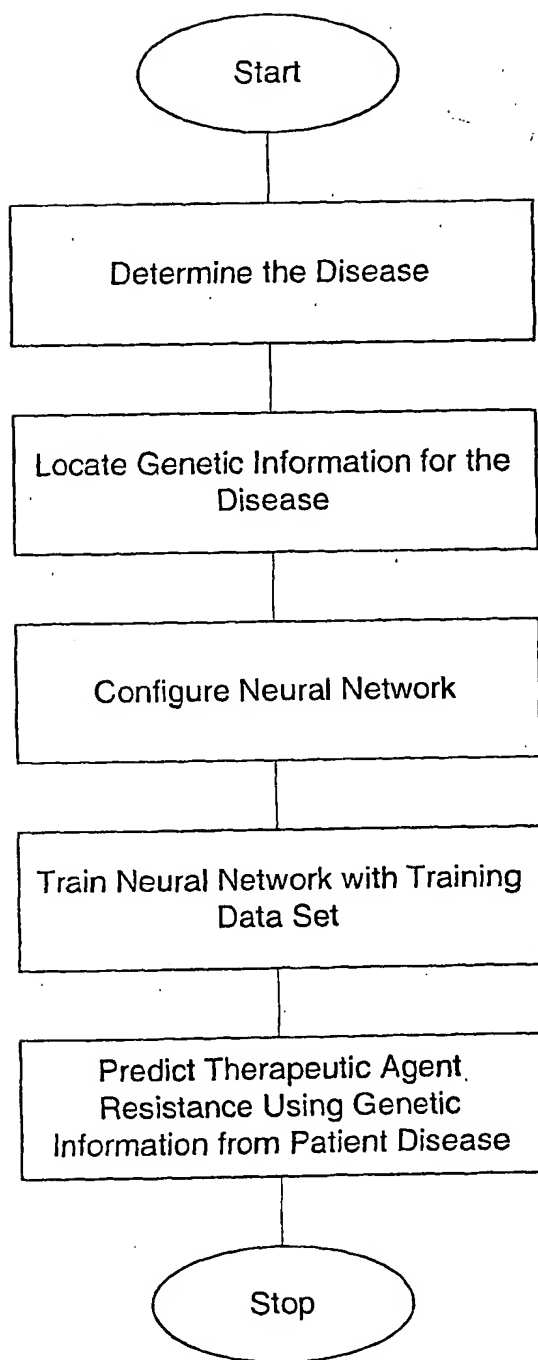 Start
Determine the Disease
Locate Genetic Information for the
Disease
Configure Neural Network
Train Neural Network with Training
Data Set
Predict Therapeutic Agent
Resistance Using Genetic
Information from Patient Disease
Stop